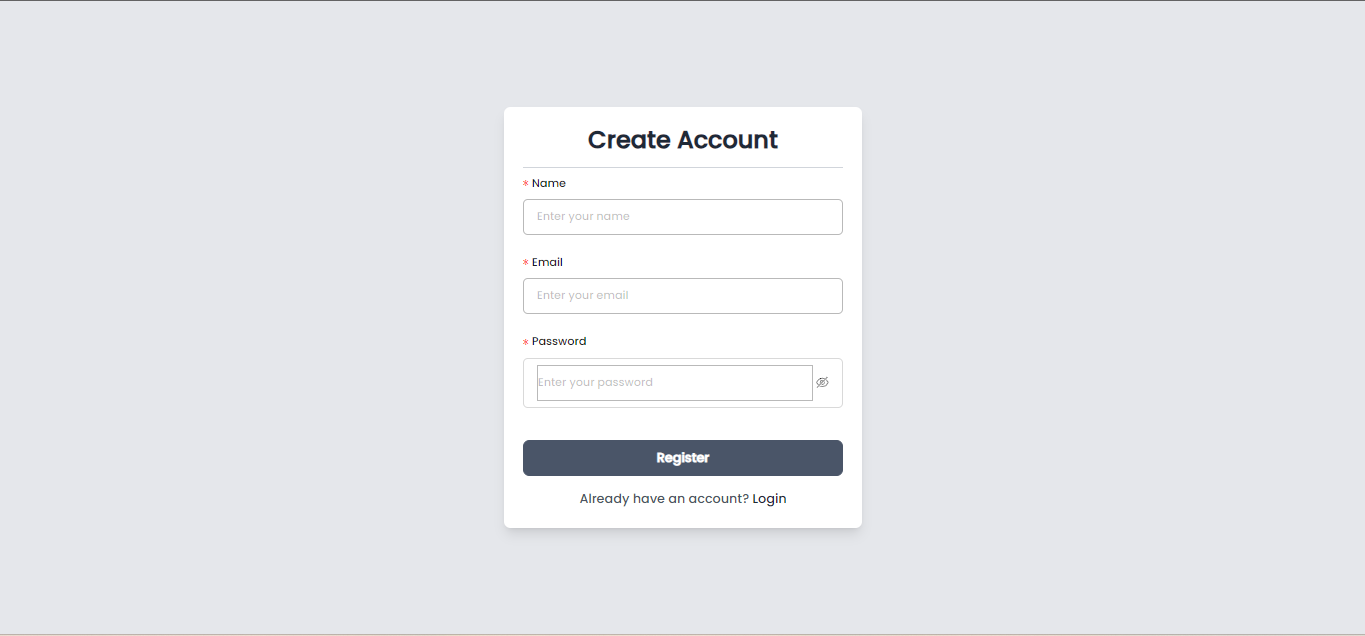 Create Account
* Name
Enter your name
* Email
Enter your email
* Password
Enter your password
Register
Already have an account? Login